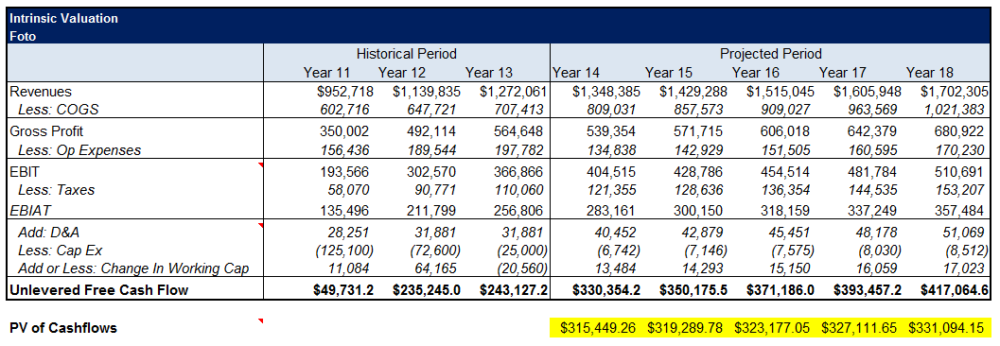 Intrinsic Valuation
Foto
Historical Period Projected Period
Year 11 Year 12 Year 13 Year 14 Year 15 Year 16 Year 17 Year 18
Revenues $952,718 $1,139,835 $1,272,061 $1,348,385 $1,429,288 $1,515,045 $1,605,948 $1,702,305
Less: COGS 602,716 647,721 707,413 809,031 857,573 909,027 963,569 1,021,383
Gross Profit 350,002 492,114 564,648 539,354 571,715 606,018 642,379 680,922
Less: Op Expenses 156,436 189,544 197,782 134,838 142,929 151,505 160,595 170,230
EBIT 193,566 302,570 366,866 404,515 428,786 454,514 481,784 510,691
Less: Taxes 58,070 90,771 110,060 121,355 128,636 136,354 144,535 153,207
EBIAT 135,496 211,799 256,806 283,161 300,150 318,159 337,249 357,484
Add: D&A 28,251 31,881 31,881 40,452 42,879 45,451 48,178 51,069
Less: Cap Ex (125,100) (72,600) (25,000) (6,742) (7,146) (7,575) (8,030) (8,512)
Add or Less: Change In Working Cap 11,084 64,165 (20,560) 13,484 14,293 15,150 16,059 17,023
Unlevered Free Cash Flow $49,731.2 $235,245.0 $243,127.2 $330,354.2 $350,175.5 $371,186.0 $393,457.2 $417,064.6
PV of Cashflows $315,449.26 $319,289.78 $323,177.05 $327,111.65 $331,094.15